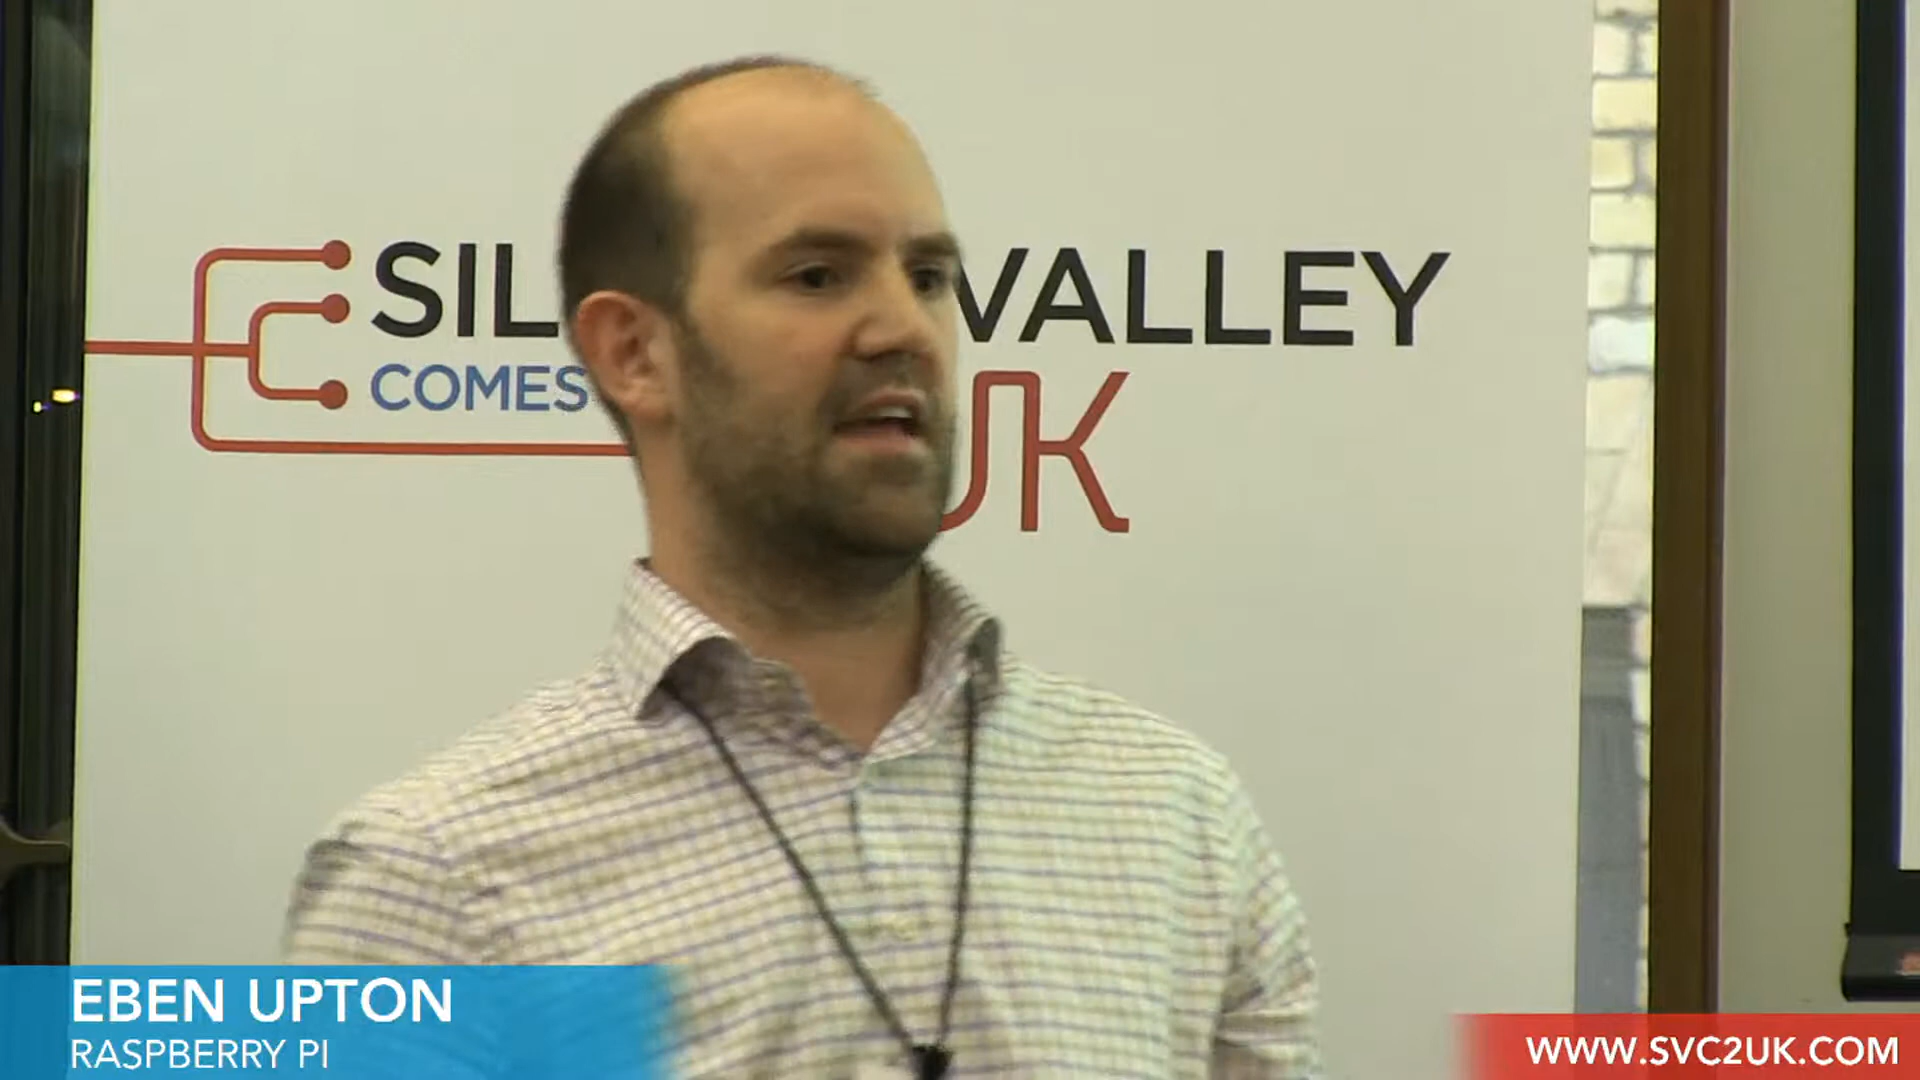 SIL VALLEY
COMES UK
EBEN UPTON
RASPBERRY PI
WWW.SVC2UK.COM